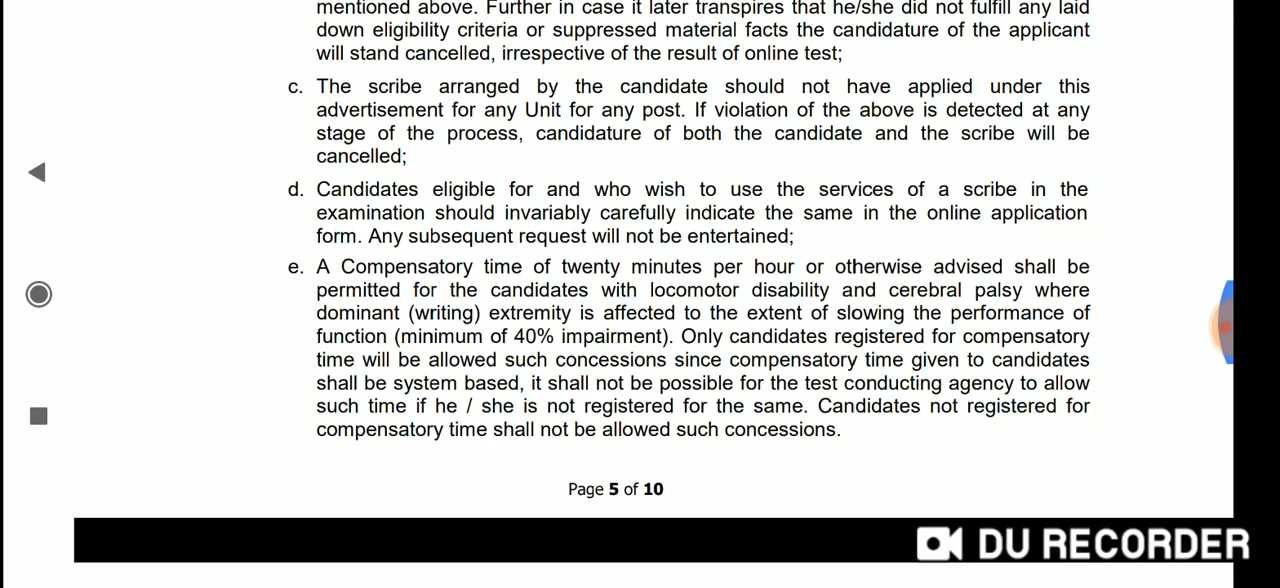 mentioned above. Further in case it later transpires that he/she did not fulfill any laid
down eligibility criteria or suppressed material facts the candidature of the applicant
will stand cancelled, irrespective of the result of online test;
c. The scribe arranged by the candidate should not have applied under this
advertisement for any Unit for any post. If violation of the above is detected at any
stage of the process, candidature of both the candidate and the scribe will be
cancelled;
d. Candidates eligible for and who wish to use the services of a scribe in the
examination should invariably carefully indicate the same in the online application
form. Any subsequent request will not be entertained;
e. A Compensatory time of twenty minutes per hour or otherwise advised shall be
permitted for the candidates with locomotor disability and cerebral palsy where
dominant (writing) extremity is affected to the extent of slowing the performance of
function (minimum of 40% impairment). Only candidates registered for compensatory
time will be allowed such concessions since compensatory time given to candidates
shall be system based, it shall not be possible for the test conducting agency to allow
such time if he / she is not registered for the same. Candidates not registered for
compensatory time shall not be allowed such concessions.
Page 5 of 10
DU RECORDER